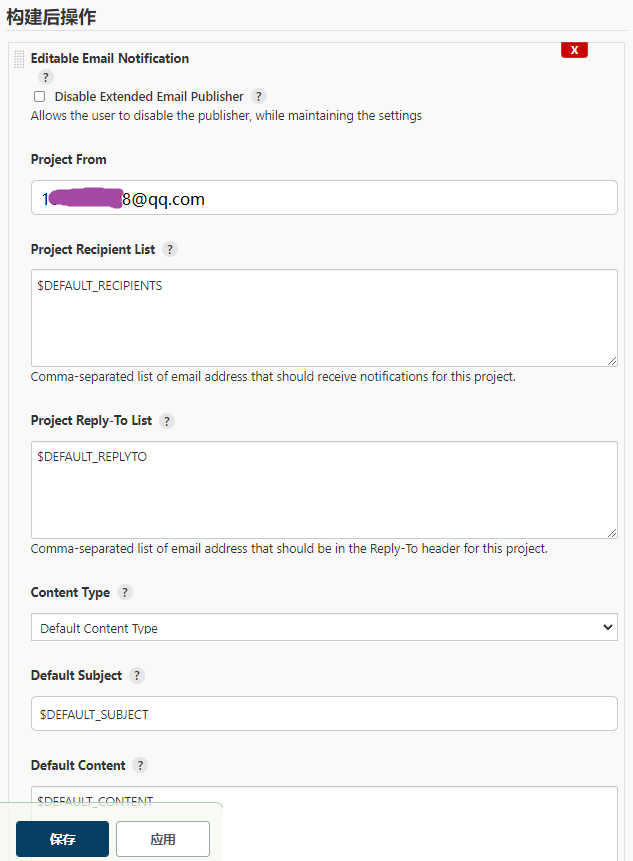 构建后操作
Editable Email Notification
X
?
Disable Extended Email Publisher ?
Allows the user to disable the publisher, while maintaining the settings
Project From
8@qq.com
Project Recipient List ?
$DEFAULT_RECIPIENTS
Comma-separated list of email address that should receive notifications for this project.
Project Reply-To List ?
$DEFAULT_REPLYTO
Comma-separated list of email address that should be in the Reply-To header for this project.
Content Type ?
Default Content Type
Default Subject ?
$DEFAULT_SUBJECT
Default Content ?
$DEFAULT_CONTENT
保存
应用